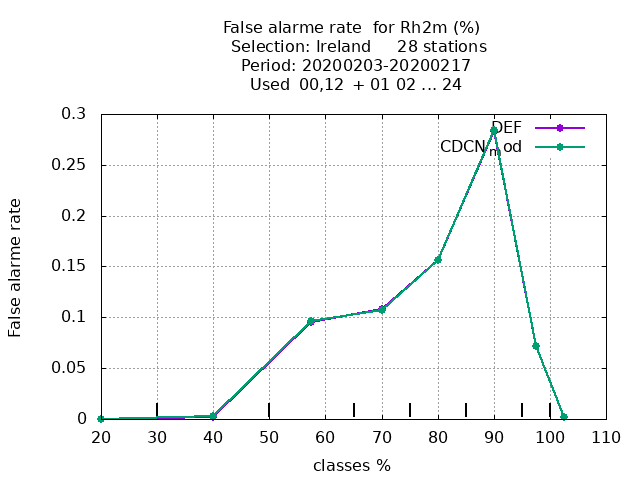 False alarme rate  for Rh2m (%)
Selection: Ireland     28 stations
Period: 20200203-20200217
Used  00,12  + 01 02 ... 24
0.3
0.25
0.2
0.15
0.1
0.05
0
False alarme rate
DEF
CDCNmod
20 30 40 50 60 70 80 90 100 110
classes %